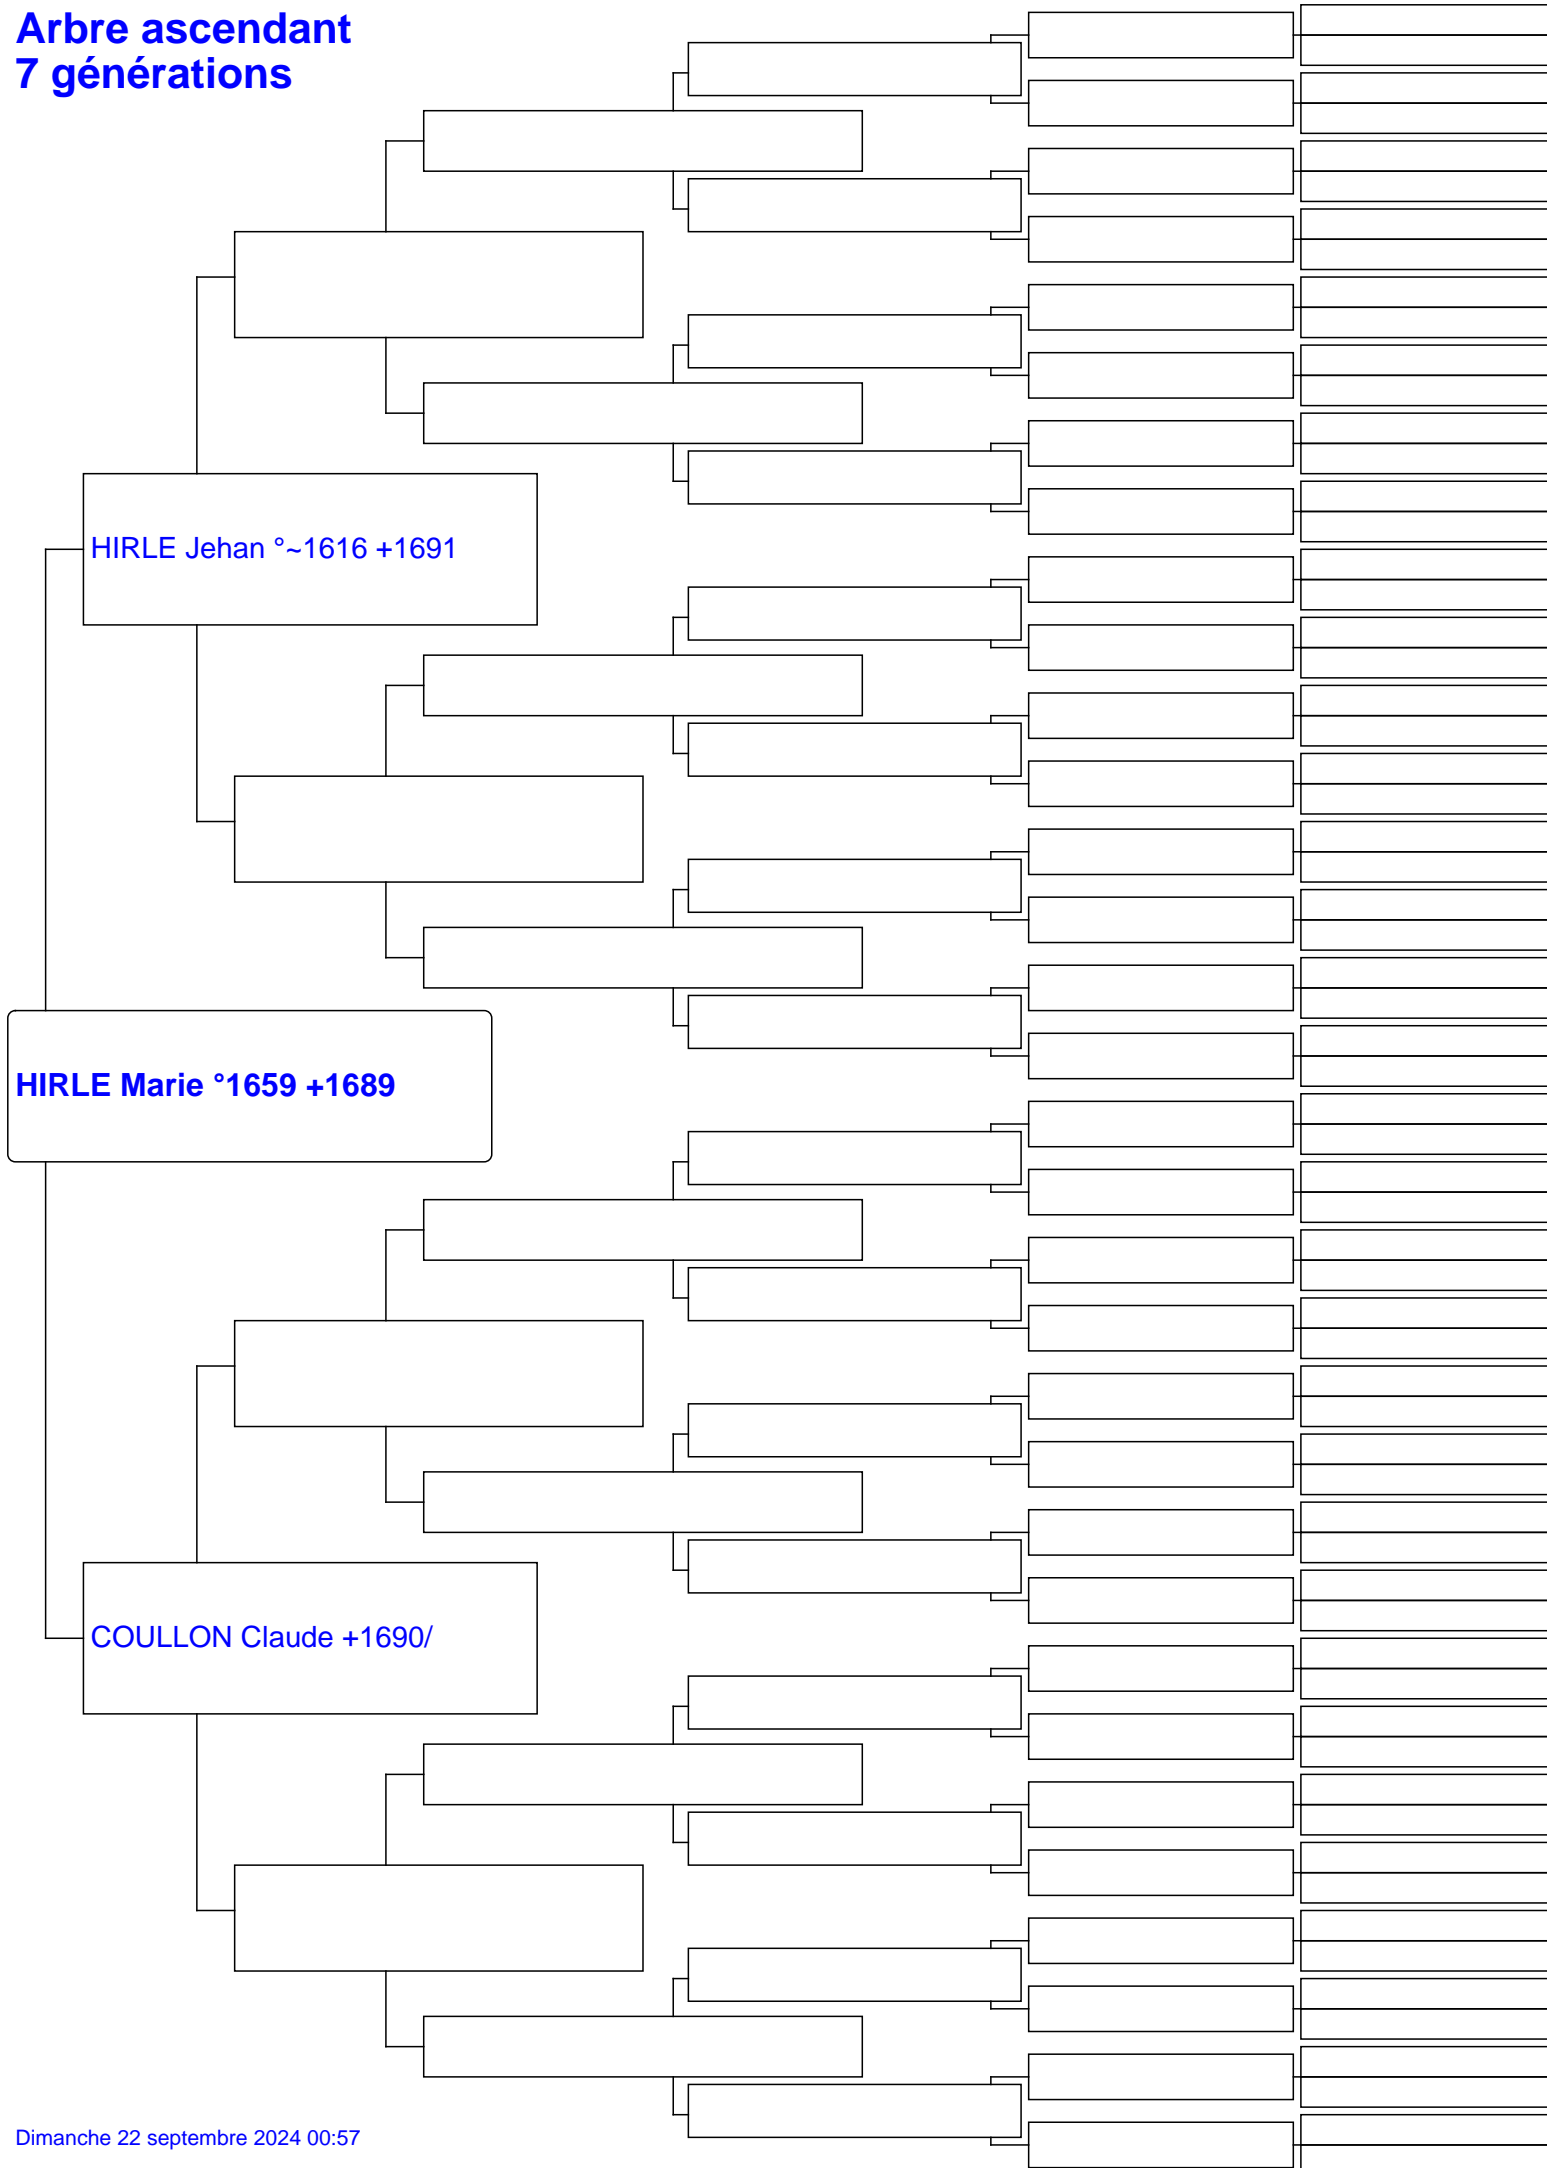 Arbre ascendant
7 générations
HIRLE Jehan °~1616 +1691
HIRLE Marie °1659 +1689
COULLON Claude +1690/
Dimanche 22 septembre 2024 00:57